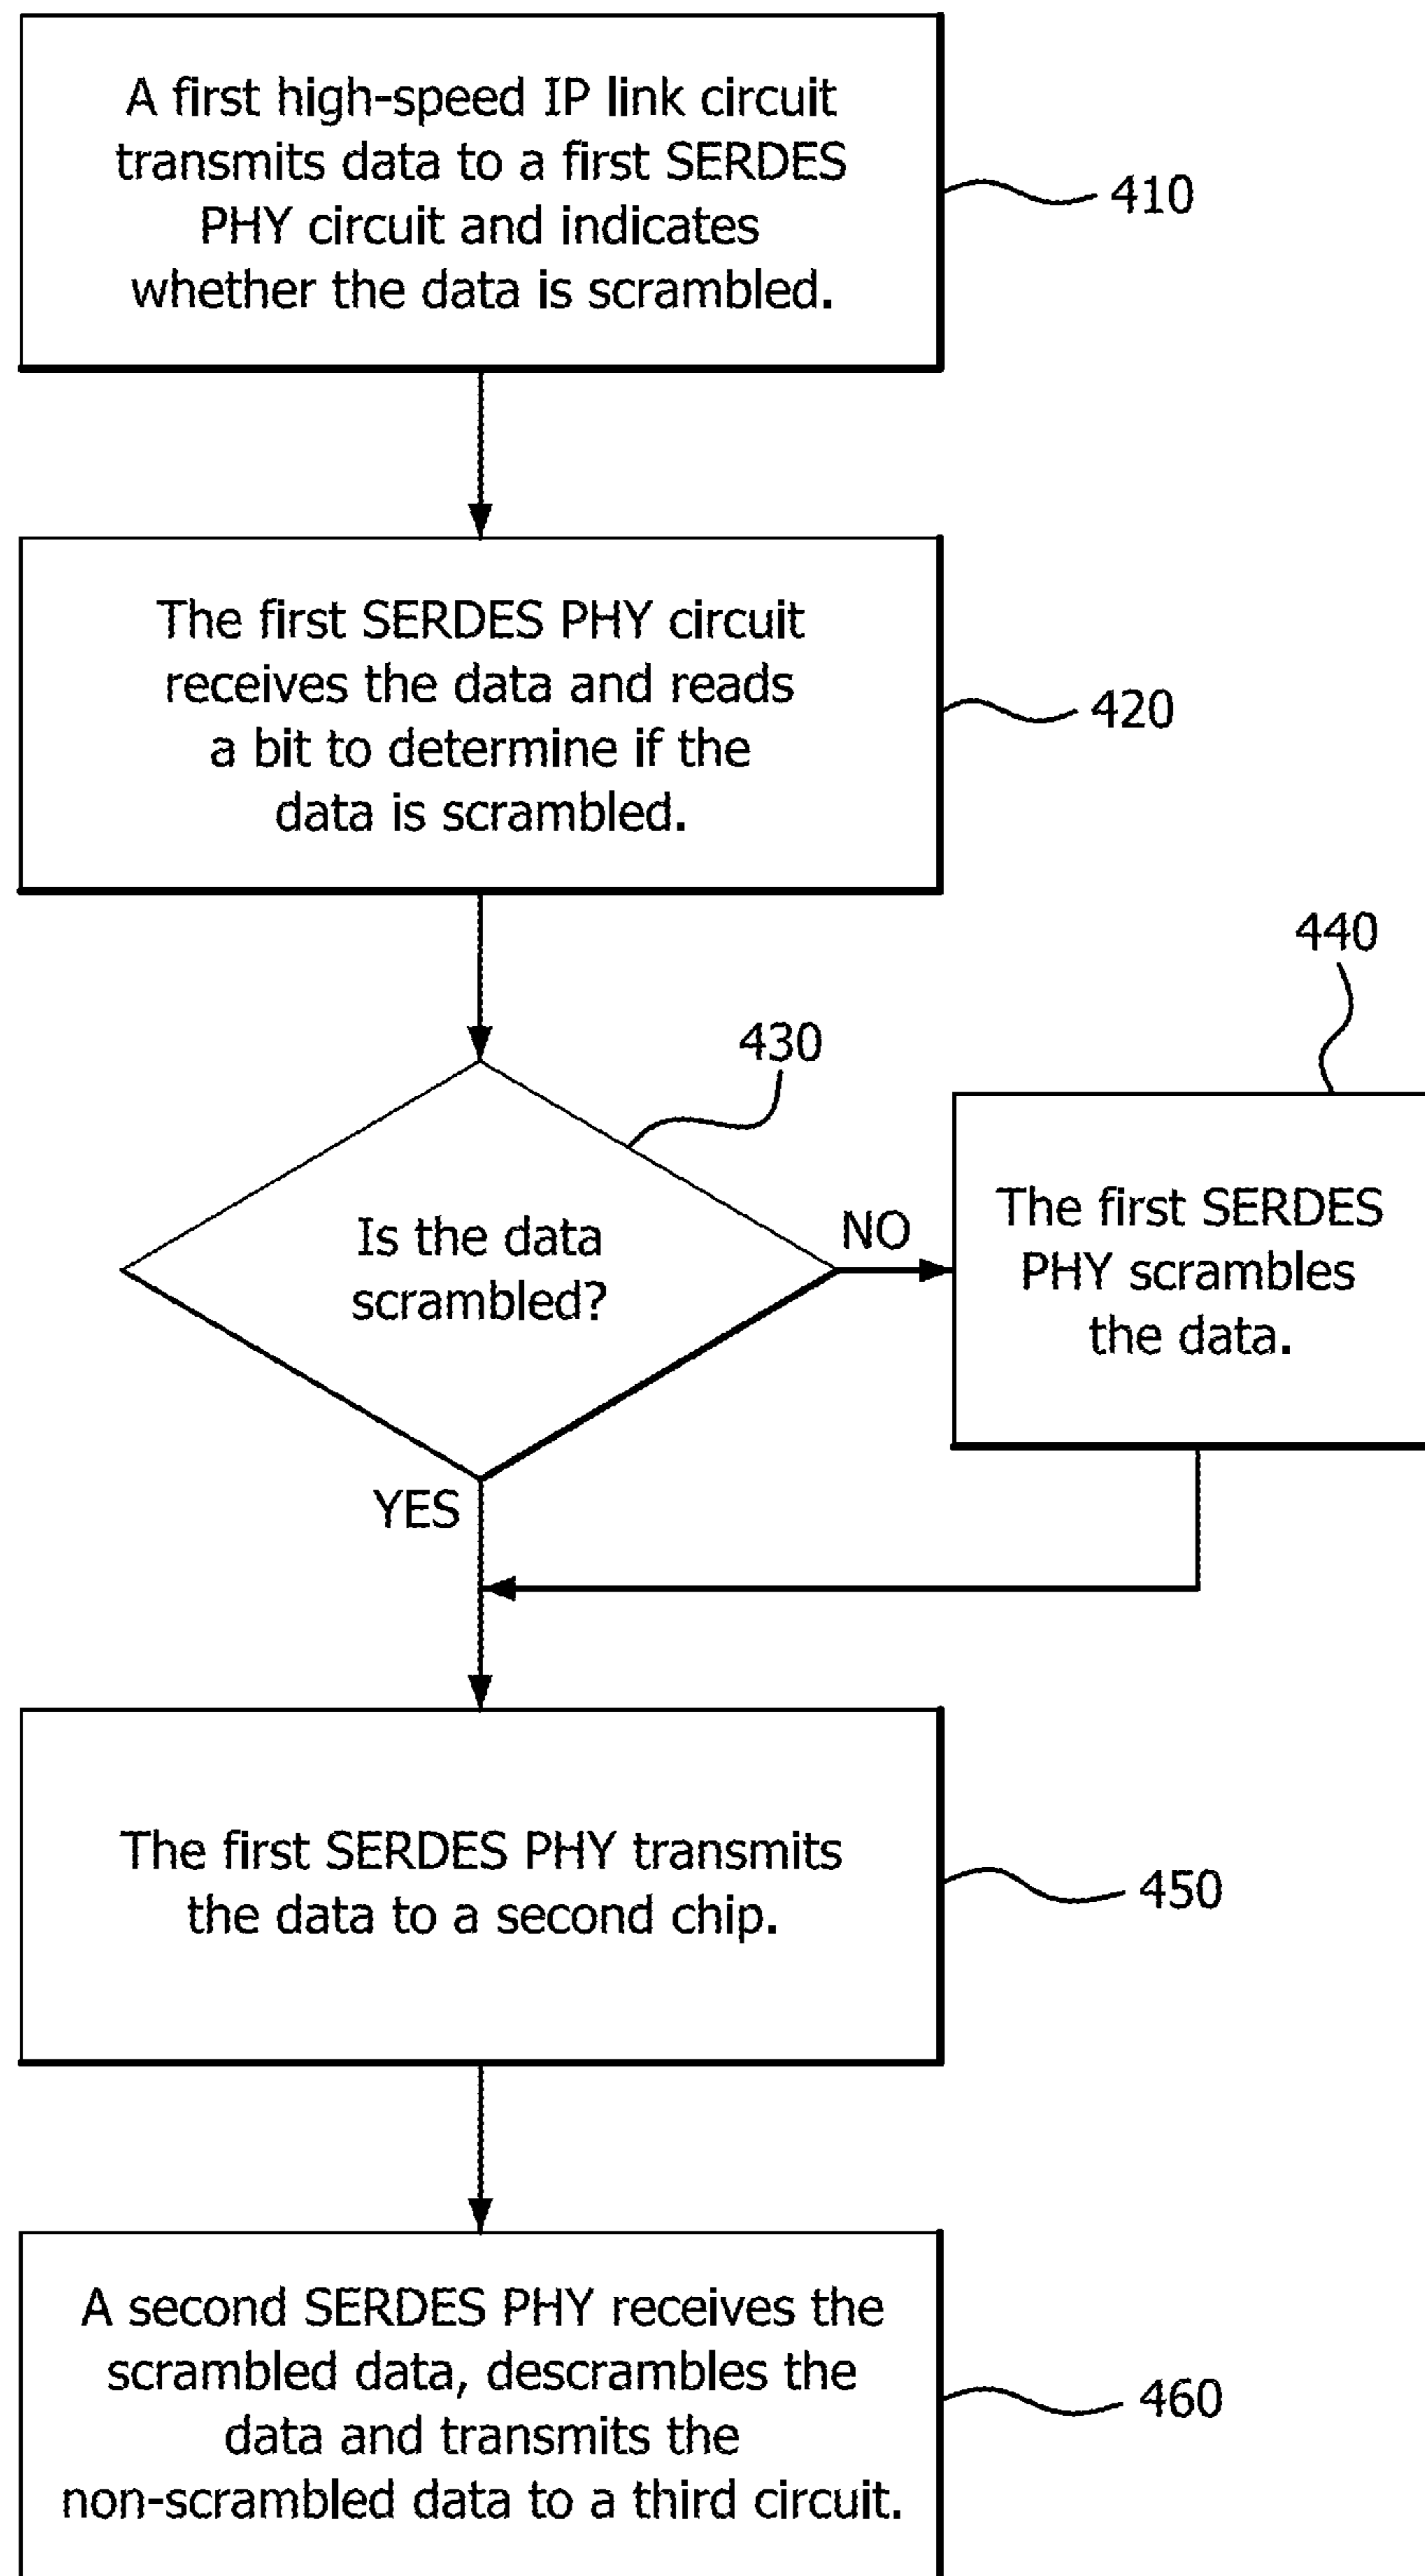 A first high-speed IP link circuit
transmits data to a first SERDES
PHY circuit and indicates
whether the data is scrambled.
410
The first SERDES PHY circuit
receives the data and reads
a bit to determine if the
data is scrambled.
420
440
430
Is the data
scrambled?
NO
The first SERDES
PHY scrambles
the data.
YES
The first SERDES PHY transmits
the data to a second chip.
450
A second SERDES PHY receives the
scrambled data, descrambles the
data and transmits the
non-scrambled data to a third circuit.
460